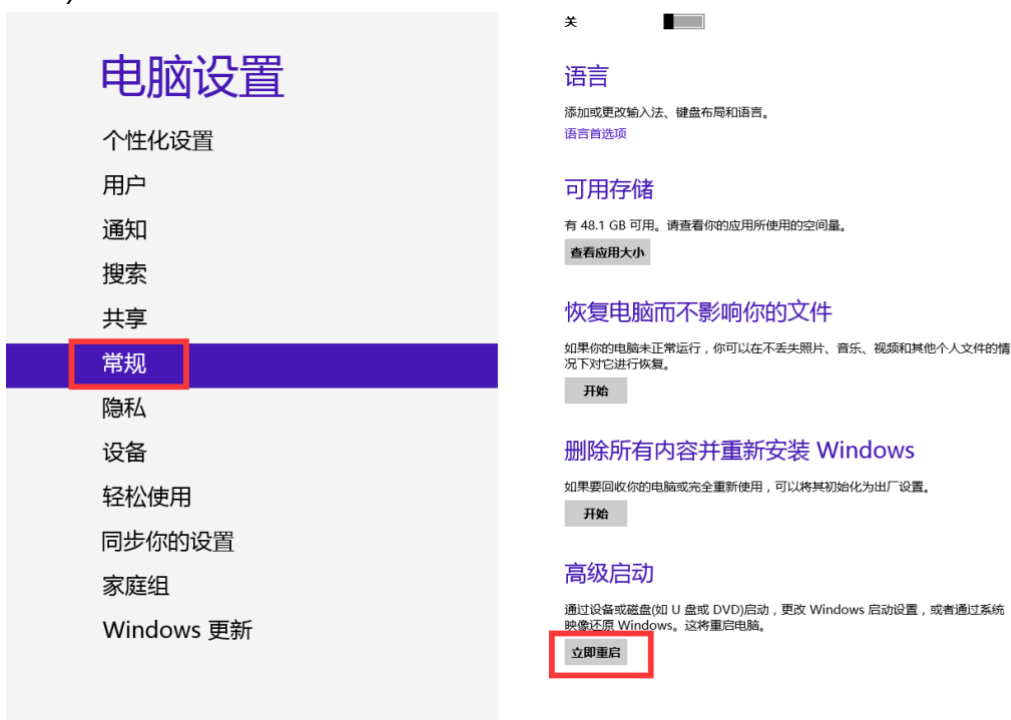 电脑设置
个性化设置
用户
通知
搜索
共享
常规
隐私
设备
轻松使用
同步你的设置
家庭组
Windows 更新
关
语言
添加或更改输入法、键盘布局和语言。
语言首选项
可用存储
有 48.1 GB 可用。请查看你的应用所使用的空间量。
查看应用大小
恢复电脑而不影响你的文件
如果你的电脑未正常运行，你可以在不丢失照片、音乐、视频和其他个人文件的情
况下对它进行恢复。
开始
删除所有内容并重新安装 Windows
如果要回收你的电脑或完全重新使用，可以将其初始化为出厂设置。
开始
高级启动
通过设备或磁盘(如 U 盘或 DVD)启动，更改 Windows 启动设置，或者通过系统
映像还原 Windows。这将重启电脑。
立即重启